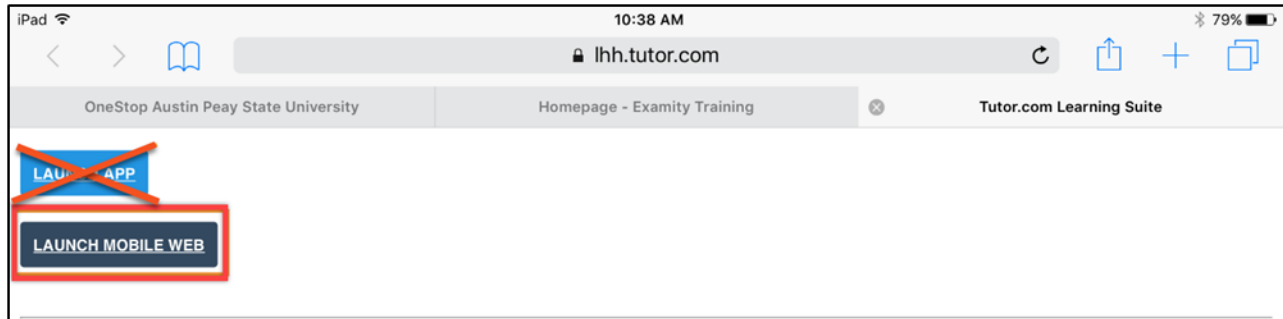 iPad 10:38 AM 79%
lhh.tutor.com
OneStop Austin Peay State University Homepage - Examity Training Tutor.com Learning Suite
LAUNCH APP
LAUNCH MOBILE WEB